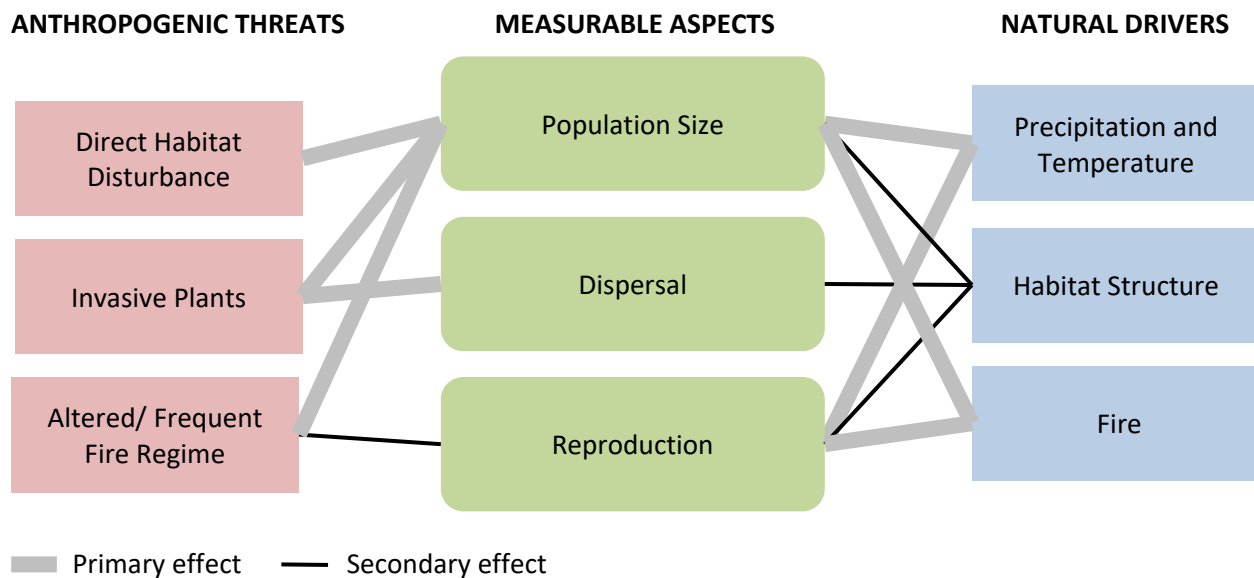 ANTHROPOGENIC THREATS
MEASURABLE ASPECTS
NATURAL DRIVERS
Direct Habitat
Disturbance
Invasive Plants
Altered/ Frequent
Fire Regime
Population Size
Dispersal
Reproduction
Precipitation and
Temperature
Habitat Structure
Fire
Primary effect
Secondary effect